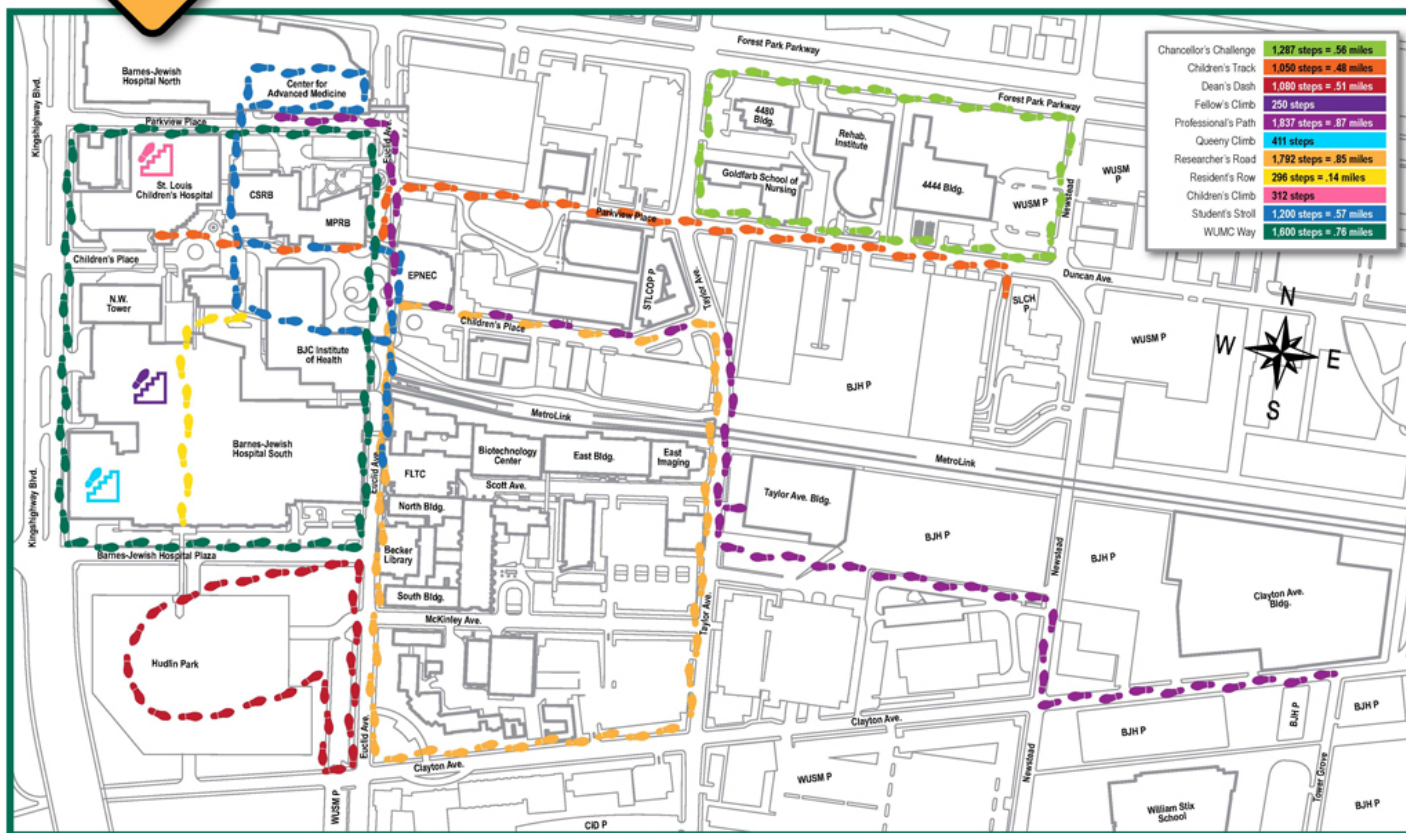 Forest Park Parkway
Barnes-Jewish
Hospital North
Center for
Advanced Medicine
Kingshighway Blvd.
Parkview Place
Euclid Ave.
4480
Bldg.
Forest Park Parkway
Rehab.
Institute
St. Louis
Children's Hospital
CSRB
MPRB
Goldfarb School of
Nursing
4444 Bldg.
WUSM P
Newstead
WUSM
P
Parkview Place
Children's Place
EPNEC
STLCOP P
Taylor Ave.
Duncan Ave.
SLCH
P
N.W.
Tower
Children's Place
BJC Institute
of Health
BJH P
WUSM P
N
W
E
S
MetroLink
Barnes-Jewish
Hospital South
Biotechnology
Center
East Bldg.
East
Imaging
MetroLink
FLTC
Euclid Ave.
Scott Ave.
Kingshighway Blvd.
North Bldg.
Taylor Ave. Bldg.
Becker
Library
BJH P
Newstead
BJH P
Barnes-Jewish Hospital Plaza
South Bldg.
McKinley Ave.
Taylor Ave.
Clayton Ave.
Bldg.
Hudlin Park
Euclid Ave.
Clayton Ave.
Clayton Ave.
BJH P
BJH P
BJH P
WUSM P
WUSM P
Newstead
Tower Grove
William Stix
School
BJH P
CID P
Chancellor's Challenge 1,287 steps = .56 miles
Children's Track 1,050 steps = .48 miles
Dean's Dash 1,080 steps = .51 miles
Fellow's Climb 250 steps
Professional's Path 1,837 steps = .87 miles
Queeny Climb 411 steps
Researcher's Road 1,792 steps = .85 miles
Resident's Row 296 steps = .14 miles
Children's Climb 312 steps
Student's Stroll 1,200 steps = .57 miles
WUMC Way 1,600 steps = .76 miles